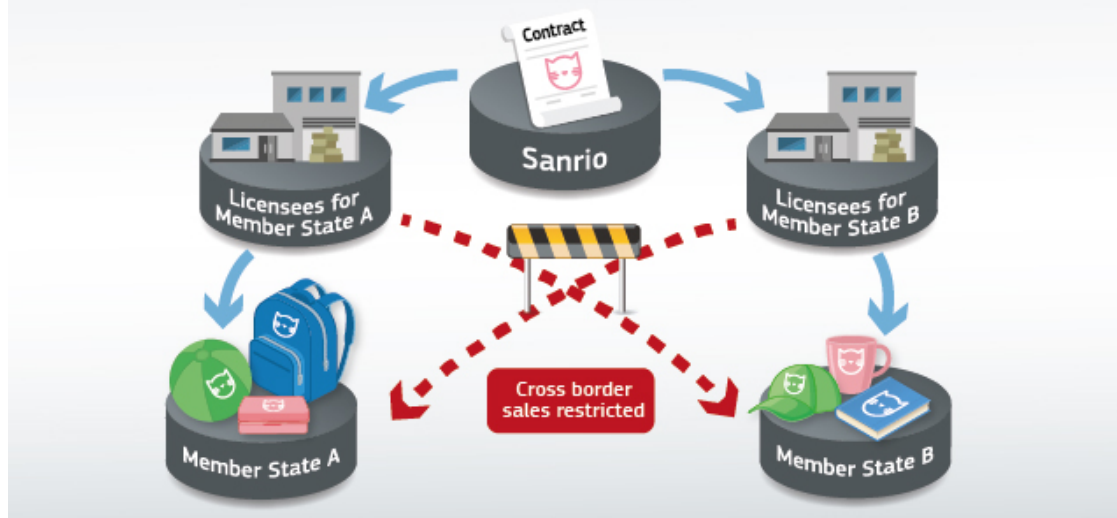 Contract
Sanrio
Licensees for
Member State A
Licensees for
Member State B
Cross border
sales restricted
Member State A
Member State B